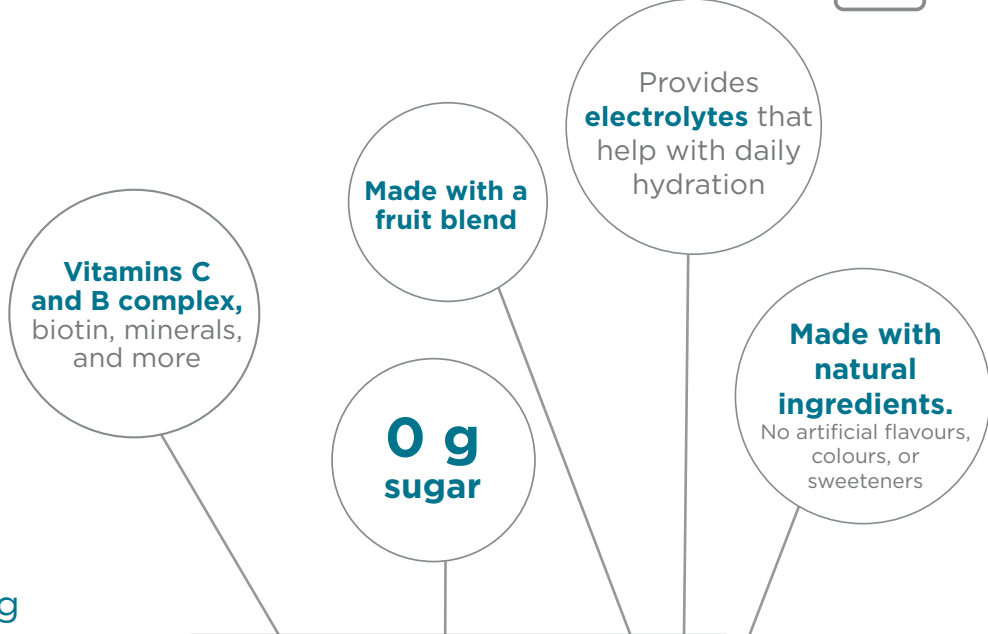 Provides
electrolytes that
help with daily
hydration
Made with a
fruit blend
Vitamins C
and B complex,
biotin, minerals,
and more
Made with
natural
ingredients.
No artificial flavours,
colours, or
sweeteners
0 g
sugar
g